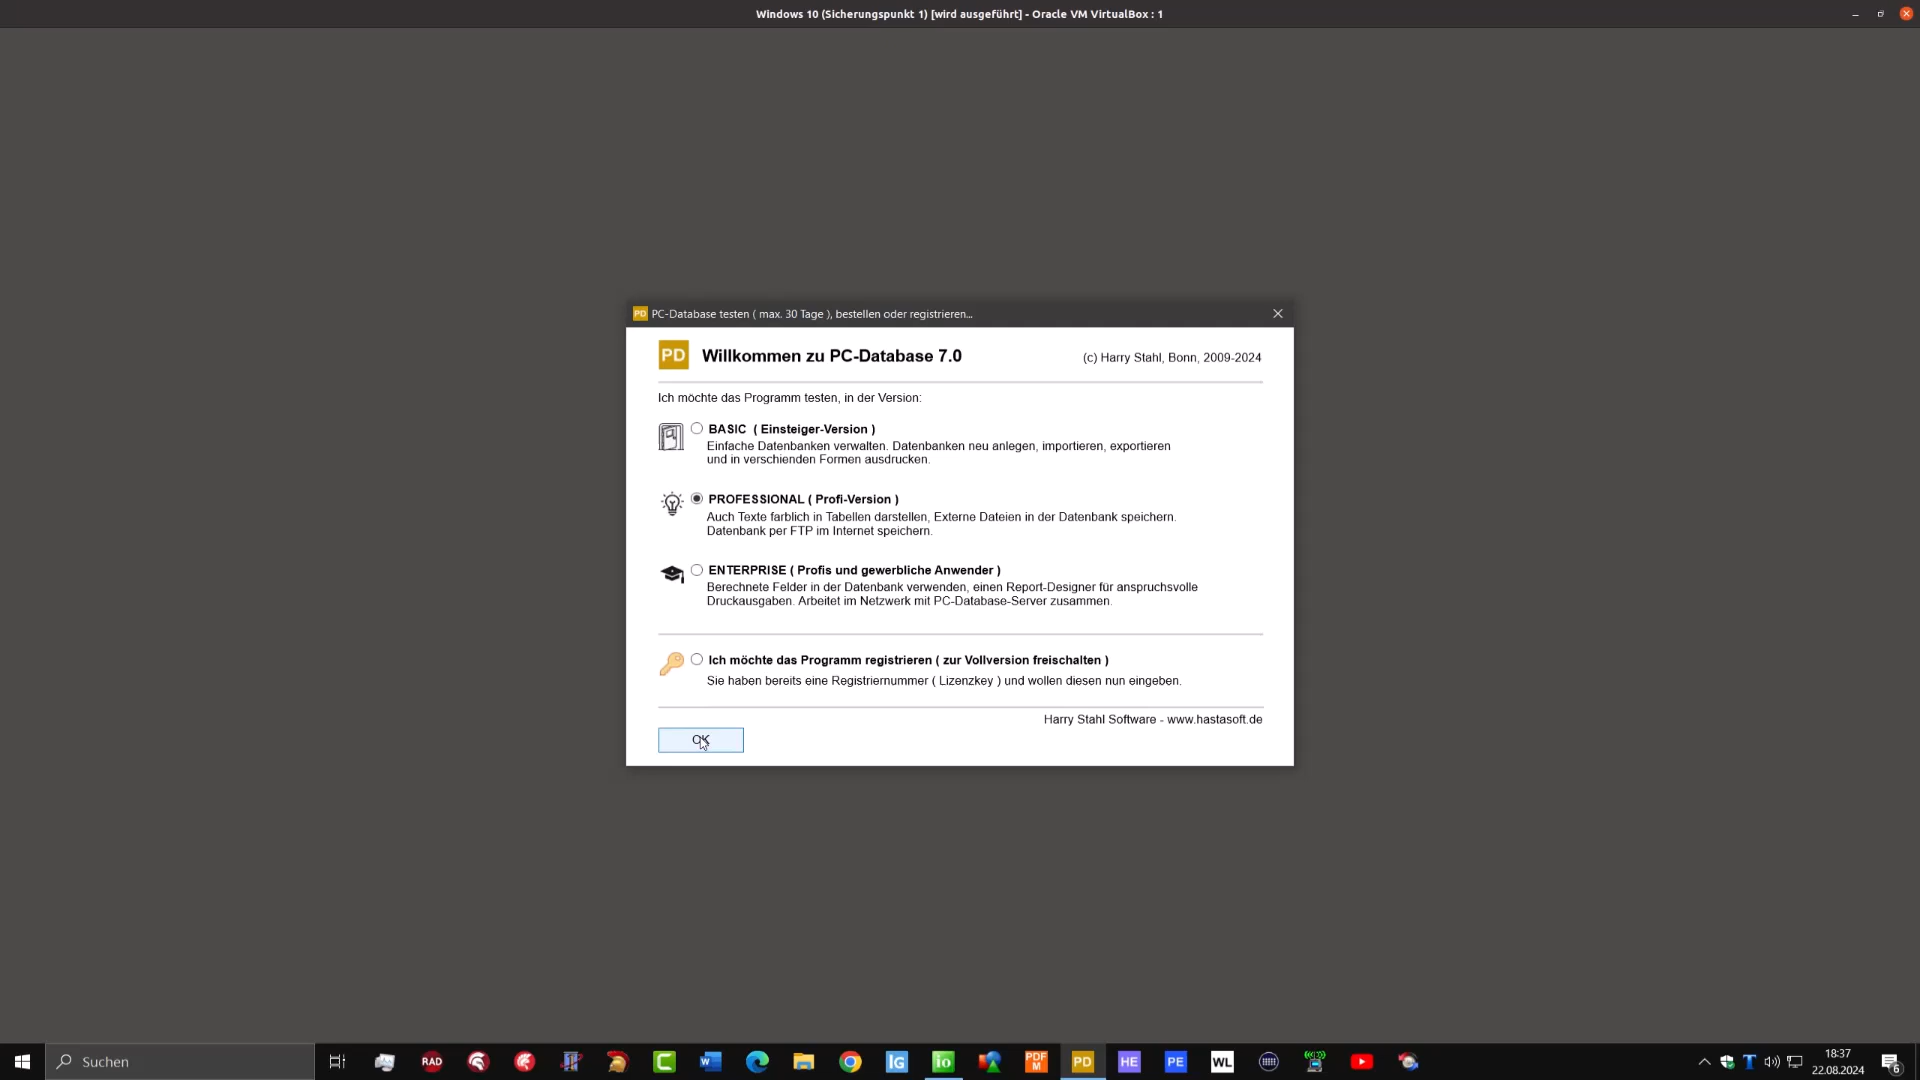 Windows 10 (Sicherungspunkt 1) [wird ausgeführt] - Oracle VM VirtualBox : 1
PD PC-Database testen ( max. 30 Tage ), bestellen oder registrieren...
PD Willkommen zu PC-Database 7.0
(c) Harry Stahl, Bonn, 2009-2024
Ich möchte das Programm testen, in der Version:
BASIC ( Einsteiger-Version )
Einfache Datenbanken verwalten. Datenbanken neu anlegen, importieren, exportieren
und in verschienden Formen ausdrucken.
PROFESSIONAL ( Profi-Version )
Auch Texte farblich in Tabellen darstellen, Externe Dateien in der Datenbank speichern.
Datenbank per FTP im Internet speichern.
ENTERPRISE ( Profis und gewerbliche Anwender )
Berechnete Felder in der Datenbank verwenden, einen Report-Designer für anspruchsvolle
Druckausgaben. Arbeitet im Netzwerk mit PC-Database-Server zusammen.
Ich möchte das Programm registrieren ( zur Vollversion freischalten )
Sie haben bereits eine Registriernummer ( Lizenzkey ) und wollen diesen nun eingeben.
Harry Stahl Software - www.hastasoft.de
OK
Suchen
RAD
C
W
IG
io
PDF
M
PD
HE
PE
WL
T
18:37
22.08.2024
6